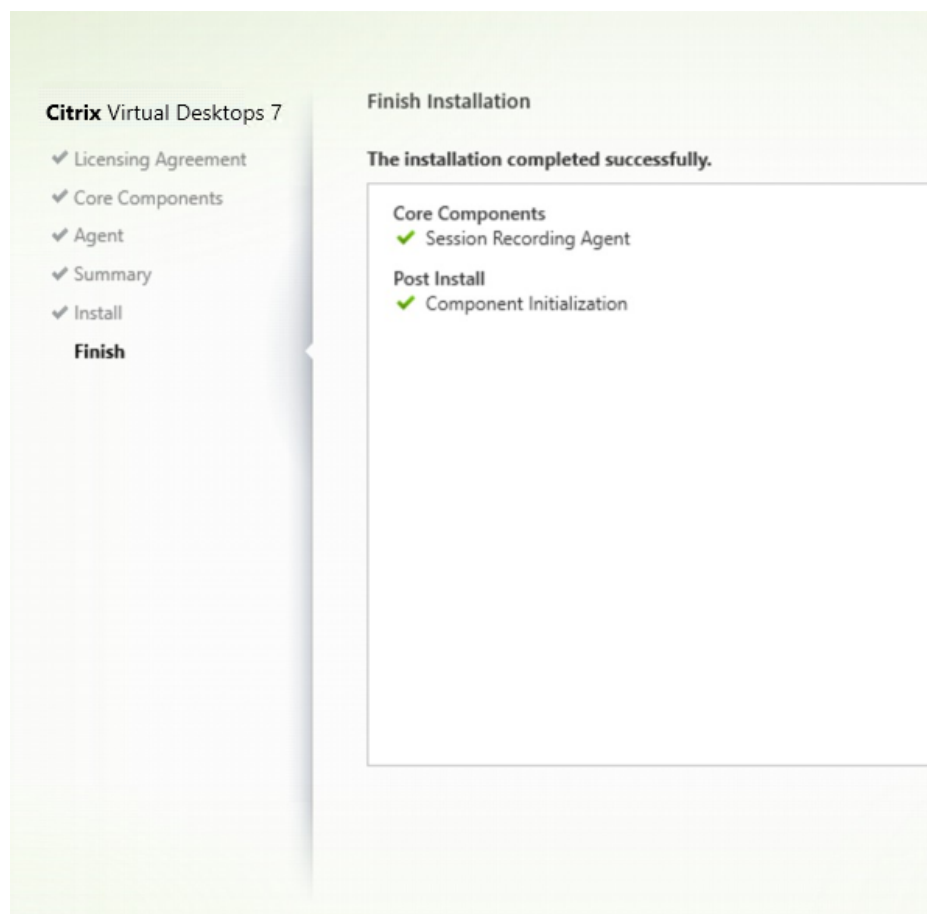 Citrix Virtual Desktops 7
Licensing Agreement
Core Components
Agent
Summary
Install
Finish
Finish Installation
The installation completed successfully.
Core Components
Session Recording Agent
Post Install
Component Initialization